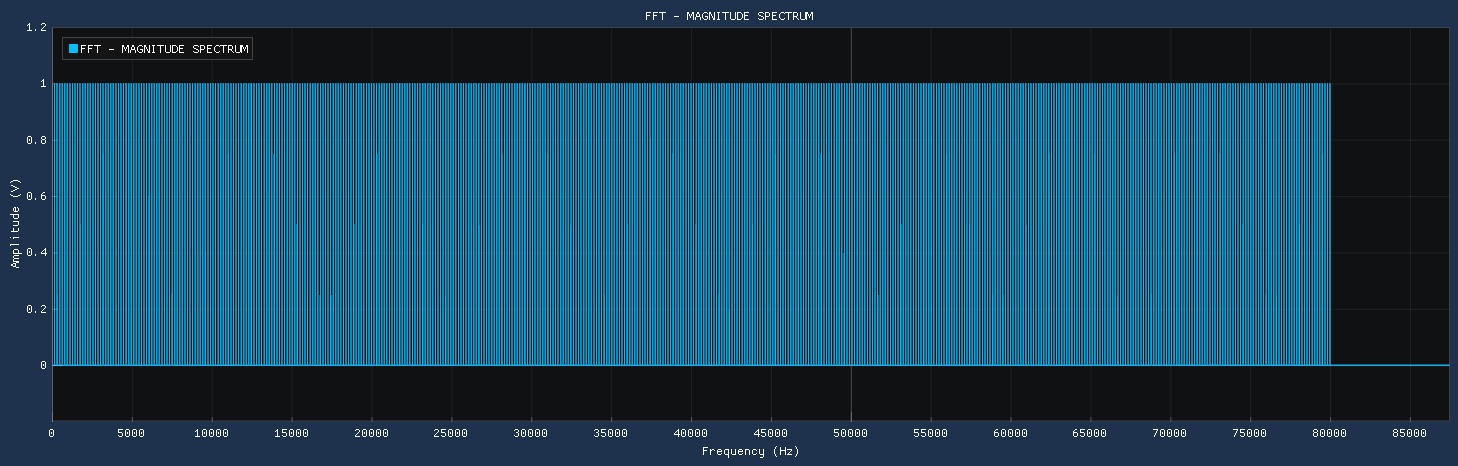 FFT - MAGNITUDE SPECTRUM
FFT - MAGNITUDE SPECTRUM
1.2
1
0.8
0.6
0.4
0.2
0
Amplitude (V)
0 5000 10000 15000 20000 25000 30000 35000 40000 45000 50000 55000 60000 65000 70000 75000 80000 85000
Frequency (Hz)